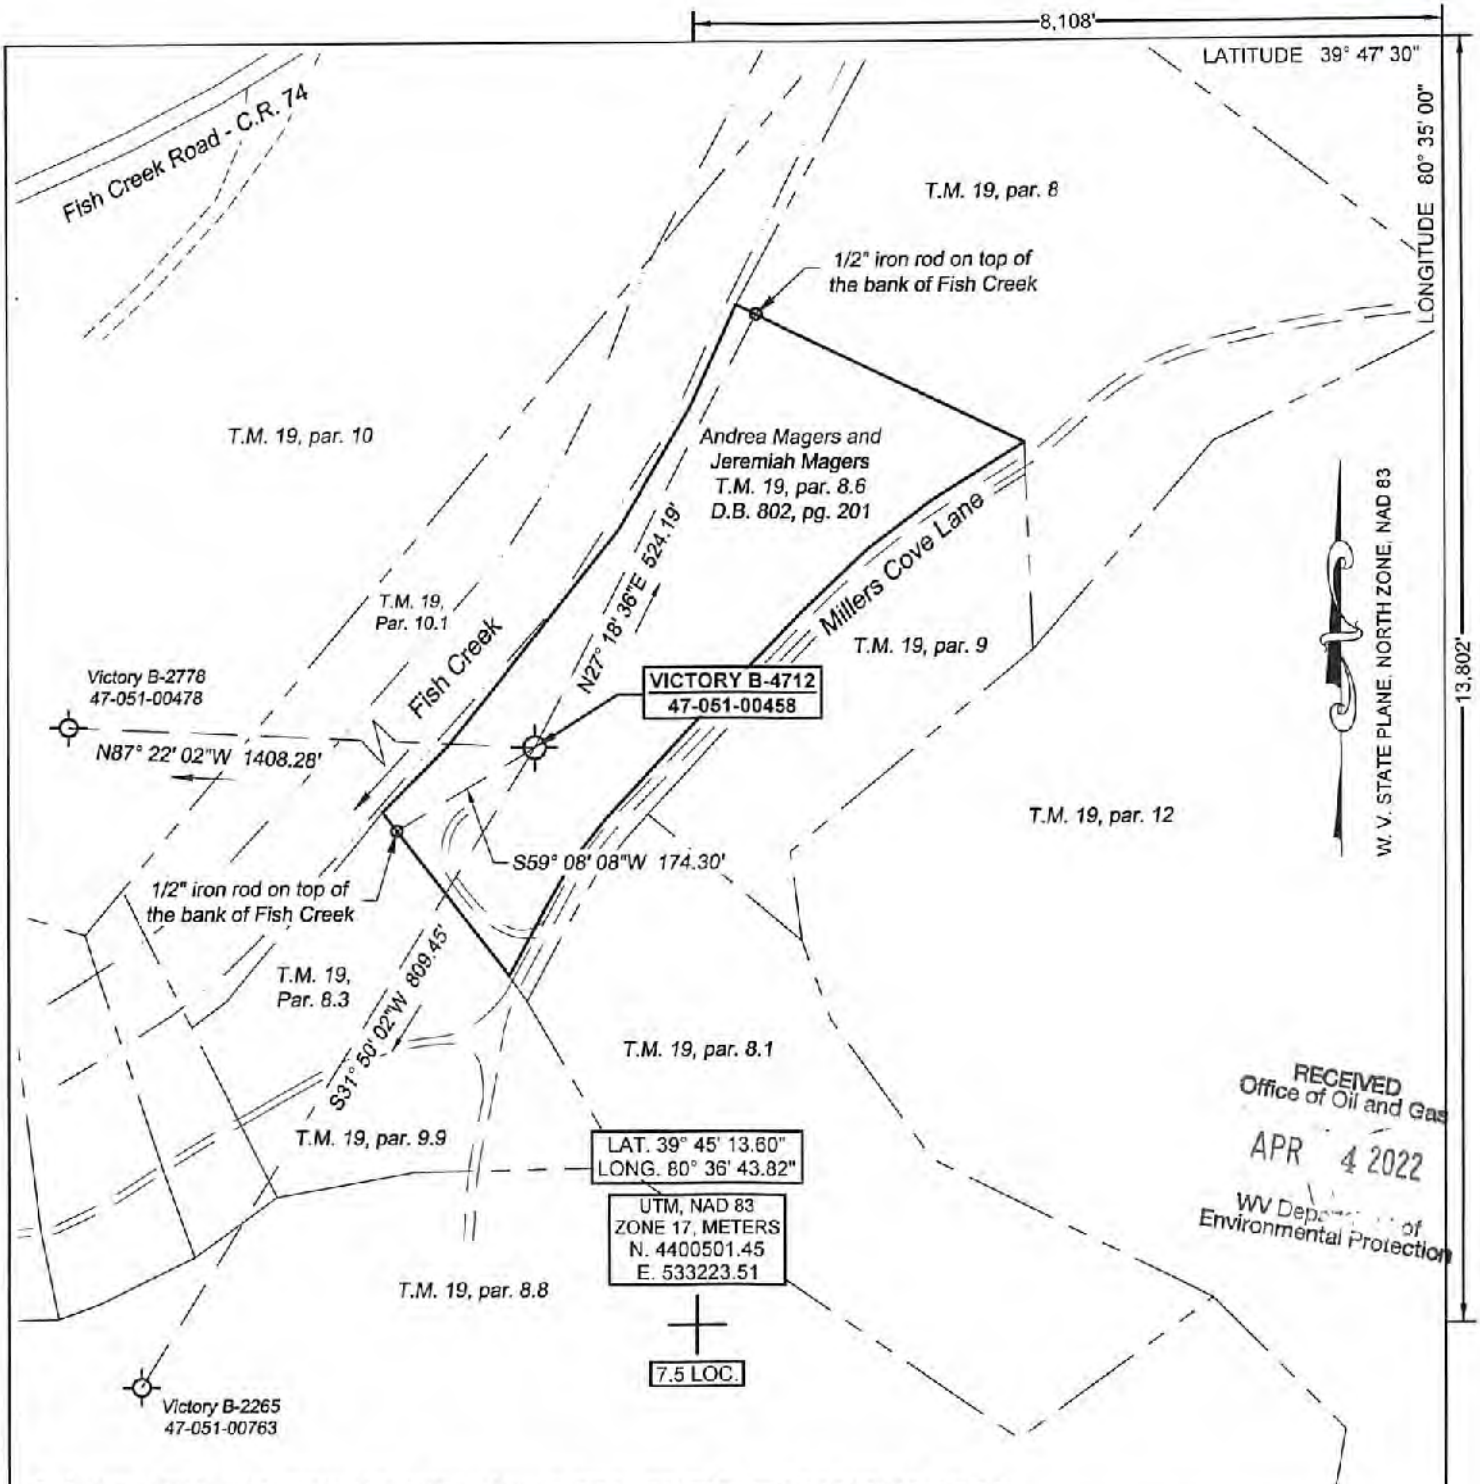 8,108'
LATITUDE 39° 47' 30"
LONGITUDE 80° 35' 00"
13,802'
Fish Creek Road - C.R. 74
T.M. 19, par. 8
1/2" iron rod on top of
the bank of Fish Creek
T.M. 19, par. 10
Andrea Magers and
Jeremiah Magers
T.M. 19, par. 8.6
D.B. 802, pg. 201
W. V. STATE PLANE, NORTH ZONE, NAD 83
N27° 18' 36"E 524.19'
Millers Cove Lane
T.M. 19,
Par. 10.1
Fish Creek
T.M. 19, par. 9
Victory B-2778
47-051-00478
VICTORY B-4712
47-051-00458
N87° 22' 02"W 1408.28'
T.M. 19, par. 12
S59° 08' 08"W 174.30'
1/2" iron rod on top of
the bank of Fish Creek
T.M. 19,
Par. 8.3
S31° 50' 02"W 809.45'
T.M. 19, par. 8.1
RECEIVED
Office of Oil and Gas
APR 4 2022
WV Department of
Environmental Protection
T.M. 19, par. 9.9
LAT. 39° 45' 13.60"
LONG. 80° 36' 43.82"
UTM, NAD 83
ZONE 17, METERS
N. 4400501.45
E. 533223.51
T.M. 19, par. 8.8
7.5 LOC.
Victory B-2265
47-051-00763